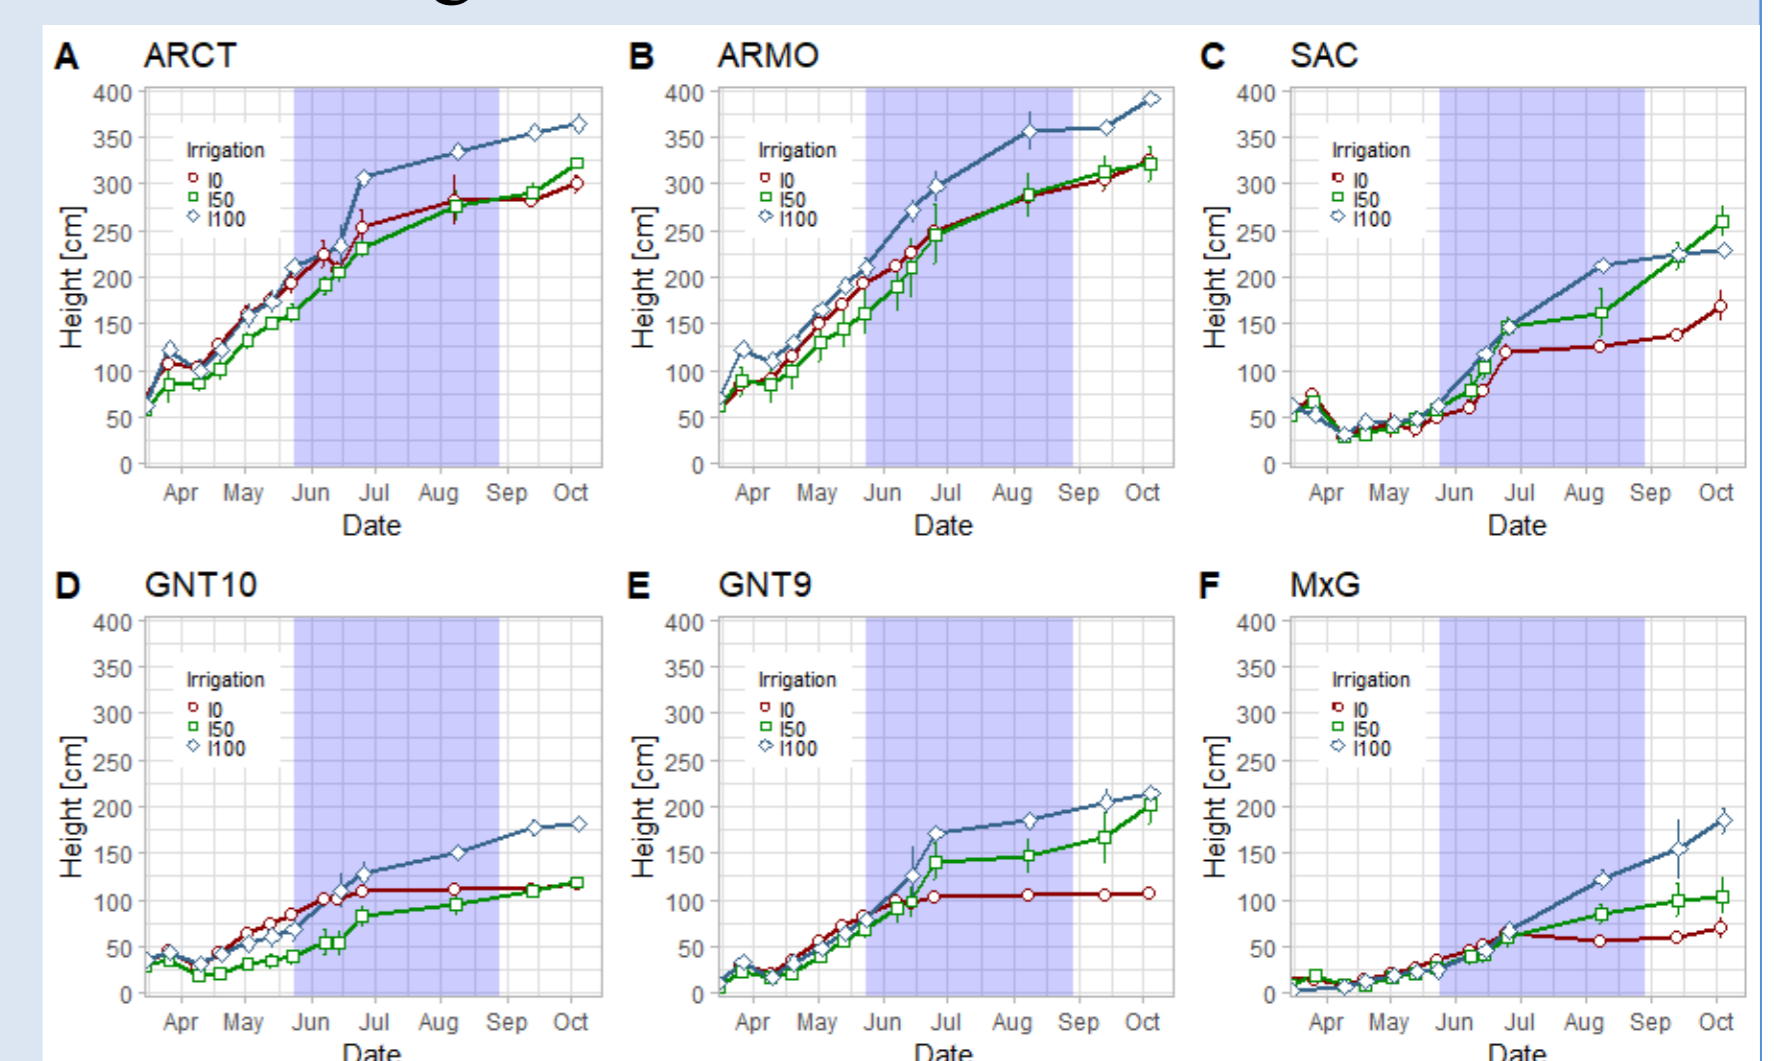 A ARCT
400
350
300
250
200
150
100
50
0
Height [cm]
Irrigation
I0
I50
I100
Apr May Jun Jul Aug Sep Oct
Date
B ARMO
400
350
300
250
200
150
100
50
0
Height [cm]
Irrigation
I0
I50
I100
Apr May Jun Jul Aug Sep Oct
Date
C SAC
400
350
300
250
200
150
100
50
0
Height [cm]
Irrigation
I0
I50
I100
Apr May Jun Jul Aug Sep Oct
Date
D GNT10
400
350
300
250
200
150
100
50
0
Height [cm]
Irrigation
I0
I50
I100
Apr May Jun Jul Aug Sep Oct
Date
E GNT9
400
350
300
250
200
150
100
50
0
Height [cm]
Irrigation
I0
I50
I100
Apr May Jun Jul Aug Sep Oct
Date
F MxG
400
350
300
250
200
150
100
50
0
Height [cm]
Irrigation
I0
I50
I100
Apr May Jun Jul Aug Sep Oct
Date